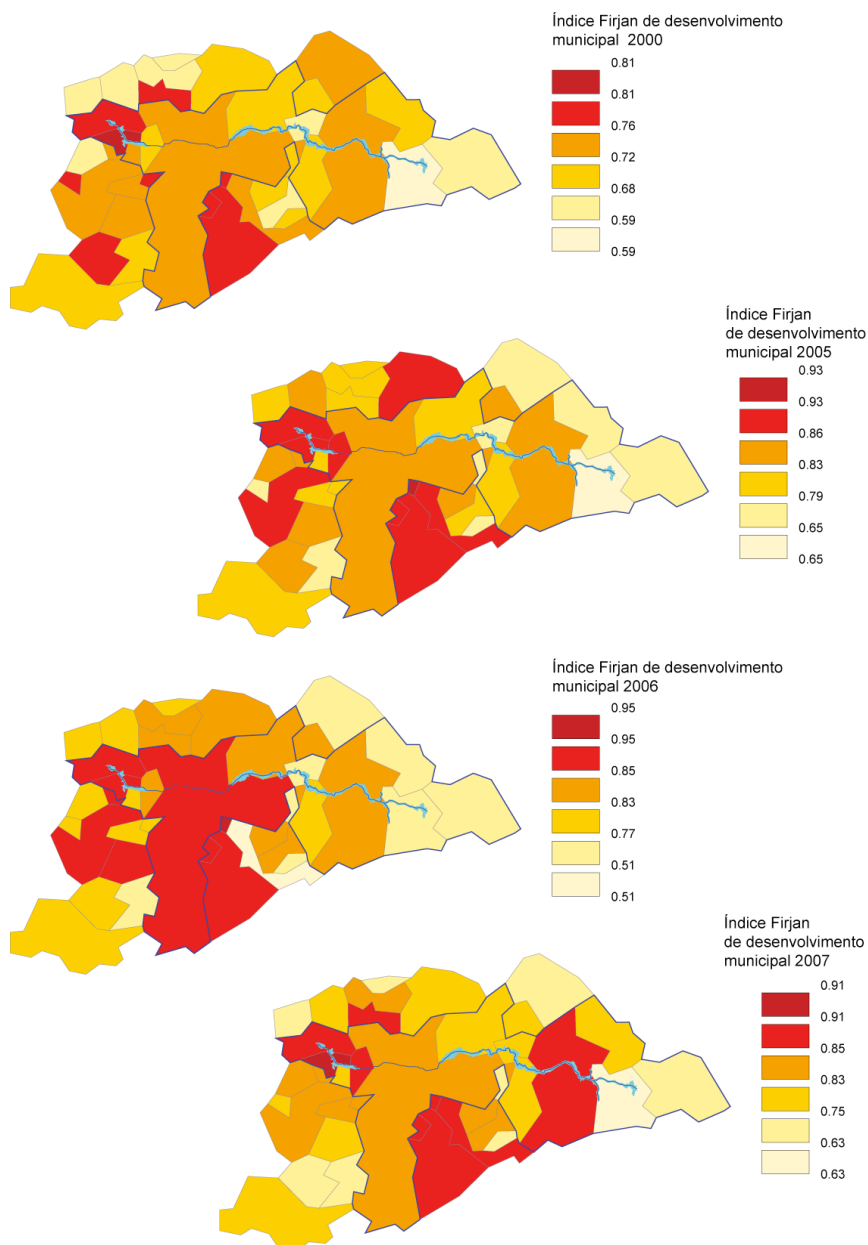 Índice Firjan de desenvolvimento
municipal 2000
0.81
0.81
0.76
0.72
0.68
0.59
0.59
Índice Firjan
de desenvolvimento
municipal 2005
0.93
0.93
0.86
0.83
0.79
0.65
0.65
Índice Firjan de desenvolvimento
municipal 2006
0.95
0.95
0.85
0.83
0.77
0.51
0.51
Índice Firjan
de desenvolvimento
municipal 2007
0.91
0.91
0.85
0.83
0.75
0.63
0.63